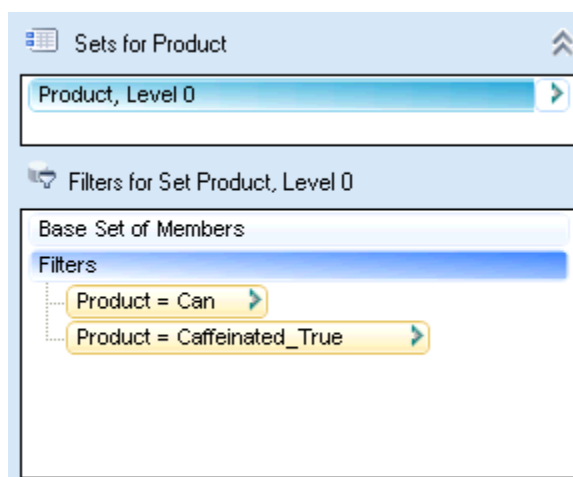 Sets for Product
Product, Level 0
Filters for Set Product, Level 0
Base Set of Members
Filters
Product = Can
Product = Caffeinated_True